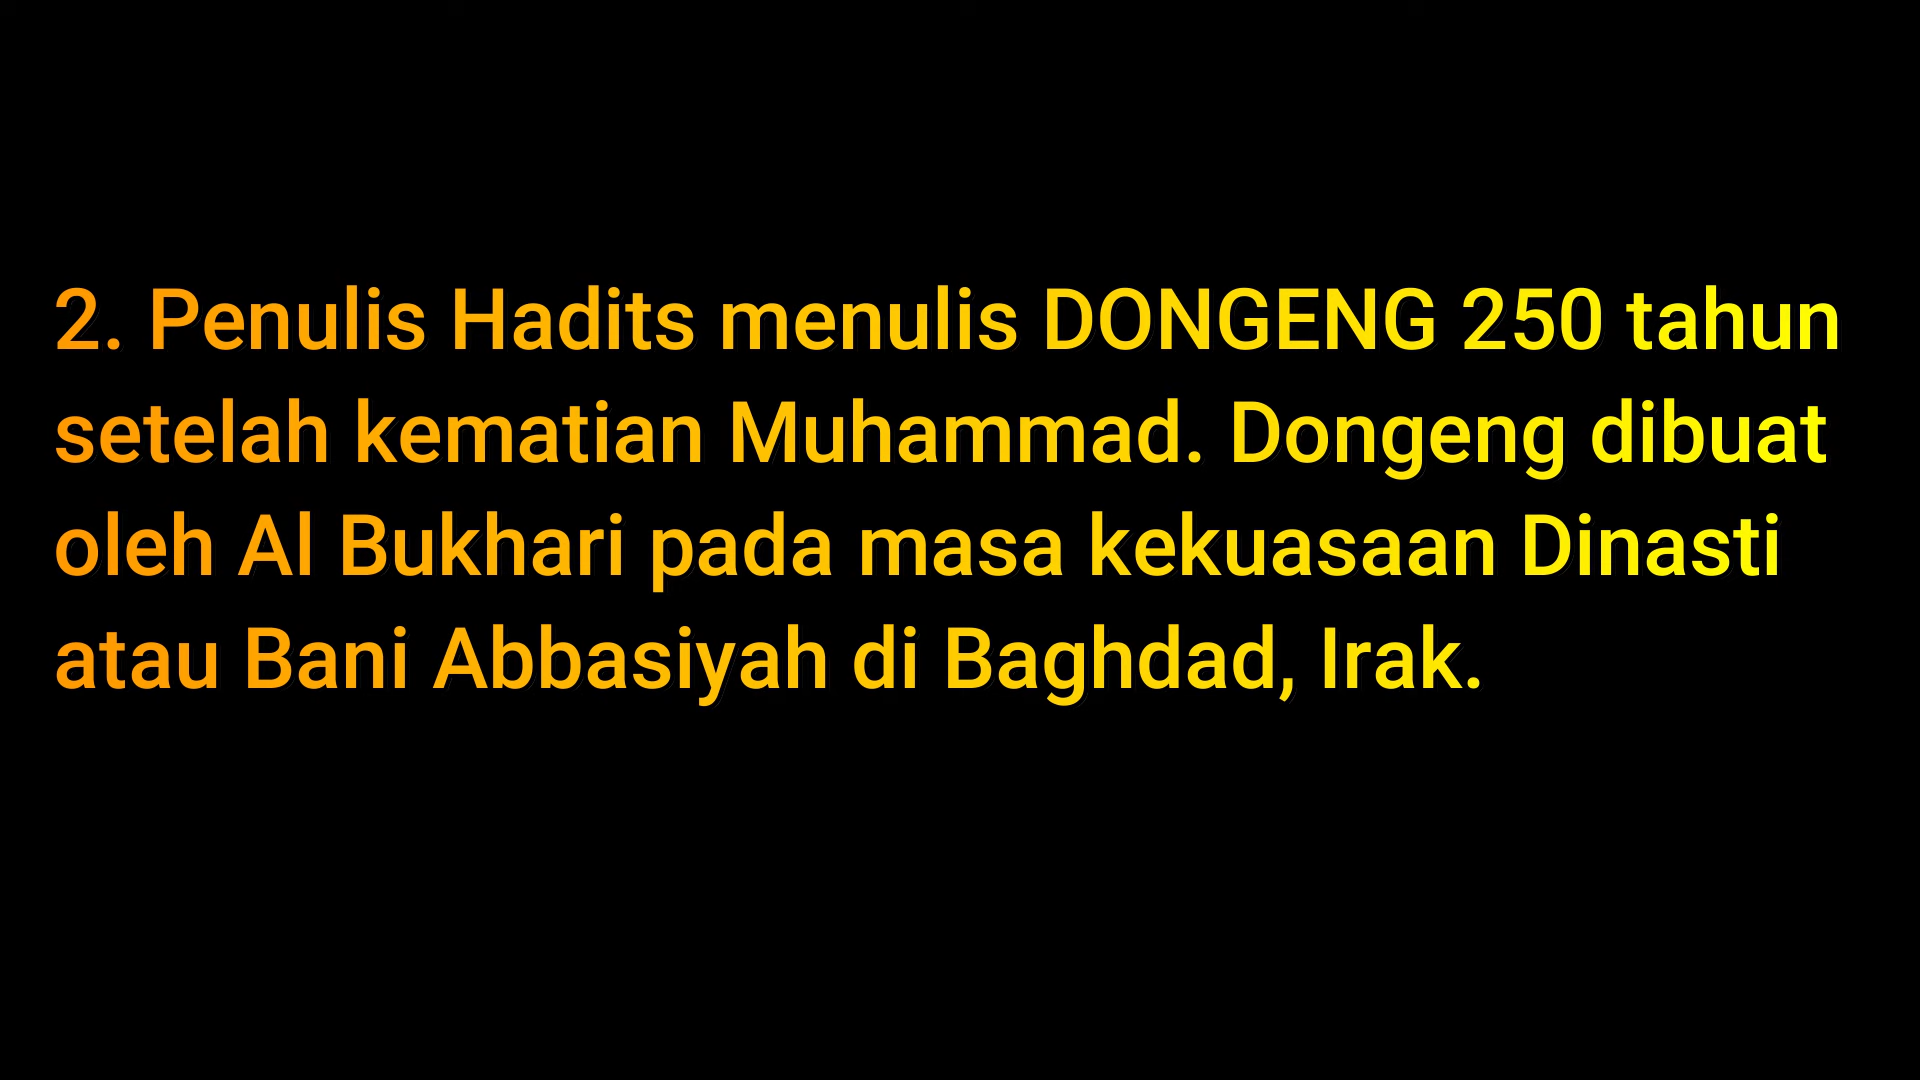 2. Penulis Hadits menulis DONGENG 250 tahun
setelah kematian Muhammad. Dongeng dibuat
oleh Al Bukhari pada masa kekuasaan Dinasti
atau Bani Abbasiyah di Baghdad, Irak.